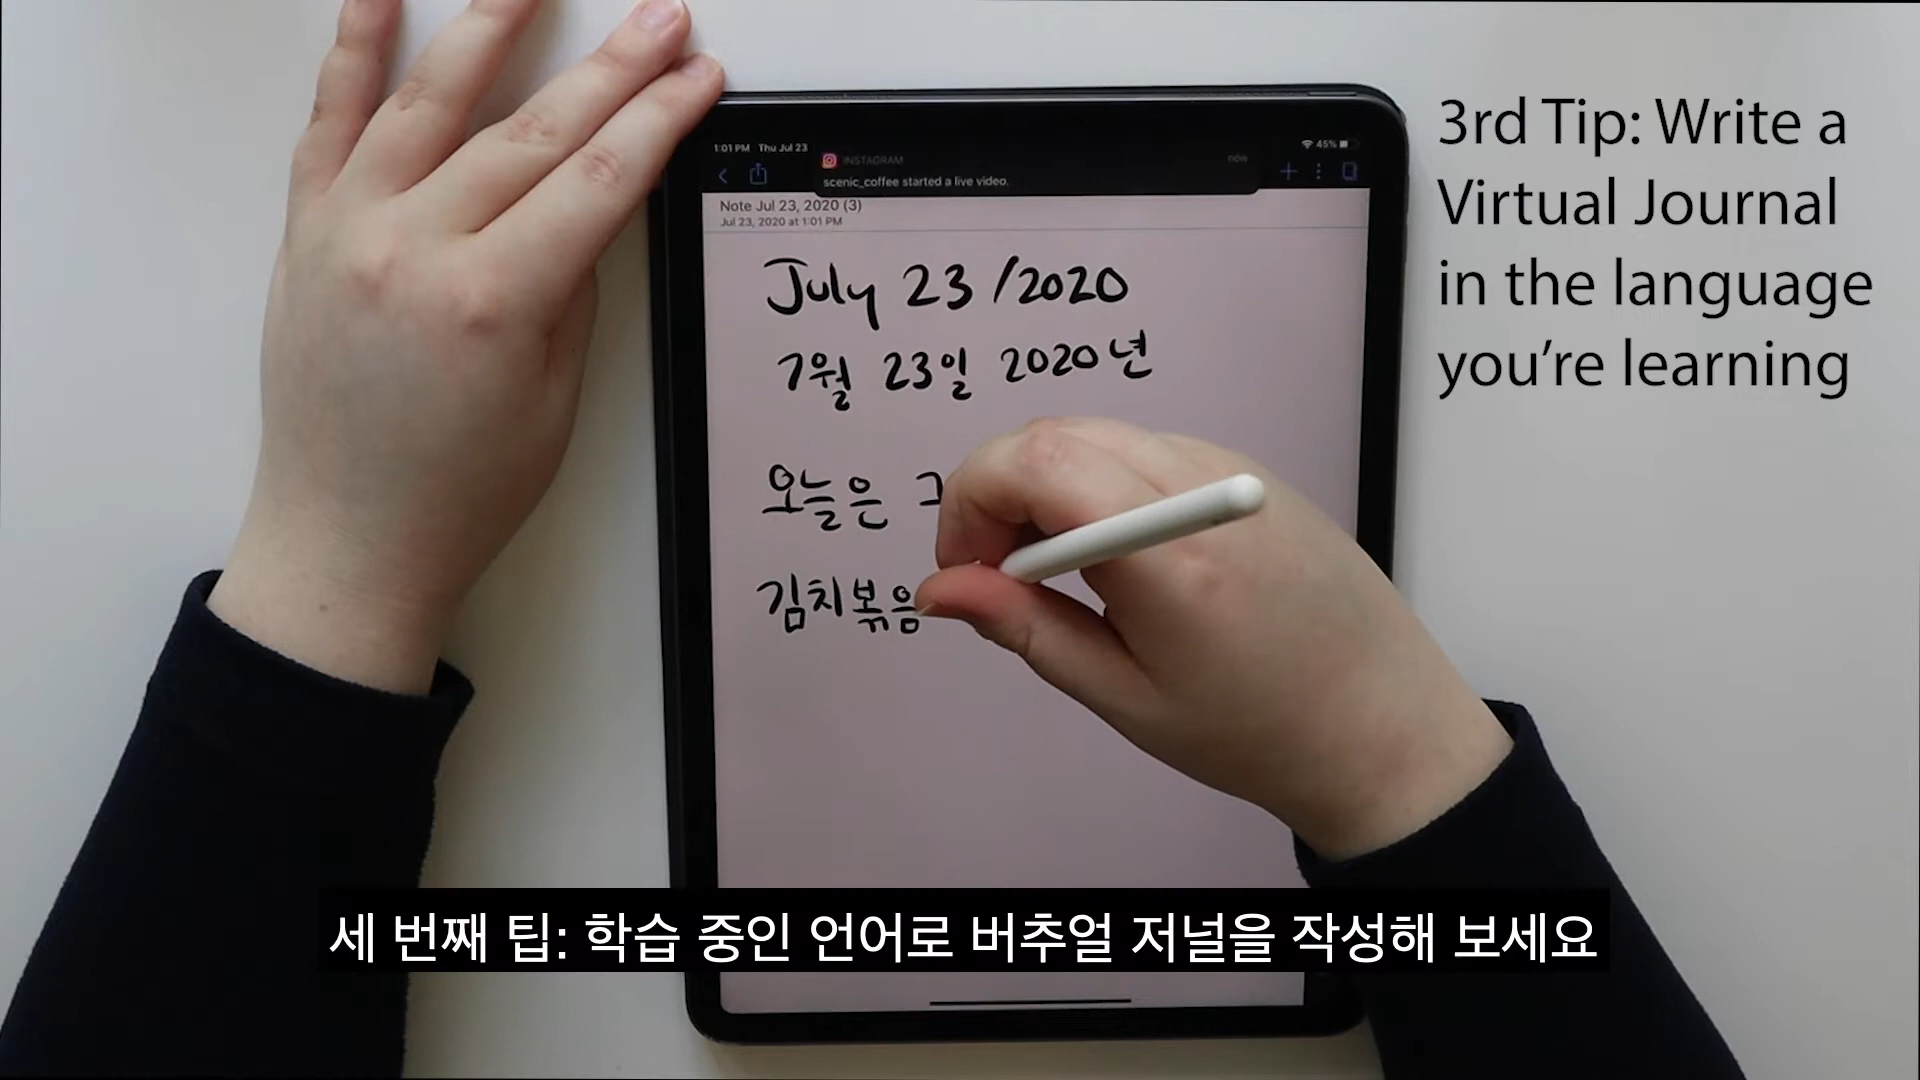 1:01 PM Thu Jul 23
45%
INSTAGRAM
now
scenic_coffee started a live video.
Note Jul 23, 2020 (3)
Jul 23, 2020 at 1:01 PM
July 23/2020
7월 23일 2020년
오늘은
김치볶음
3rd Tip: Write a
Virtual Journal
in the language
you're learning
세 번째 팁: 학습 중인 언어로 버추얼 저널을 작성해 보세요